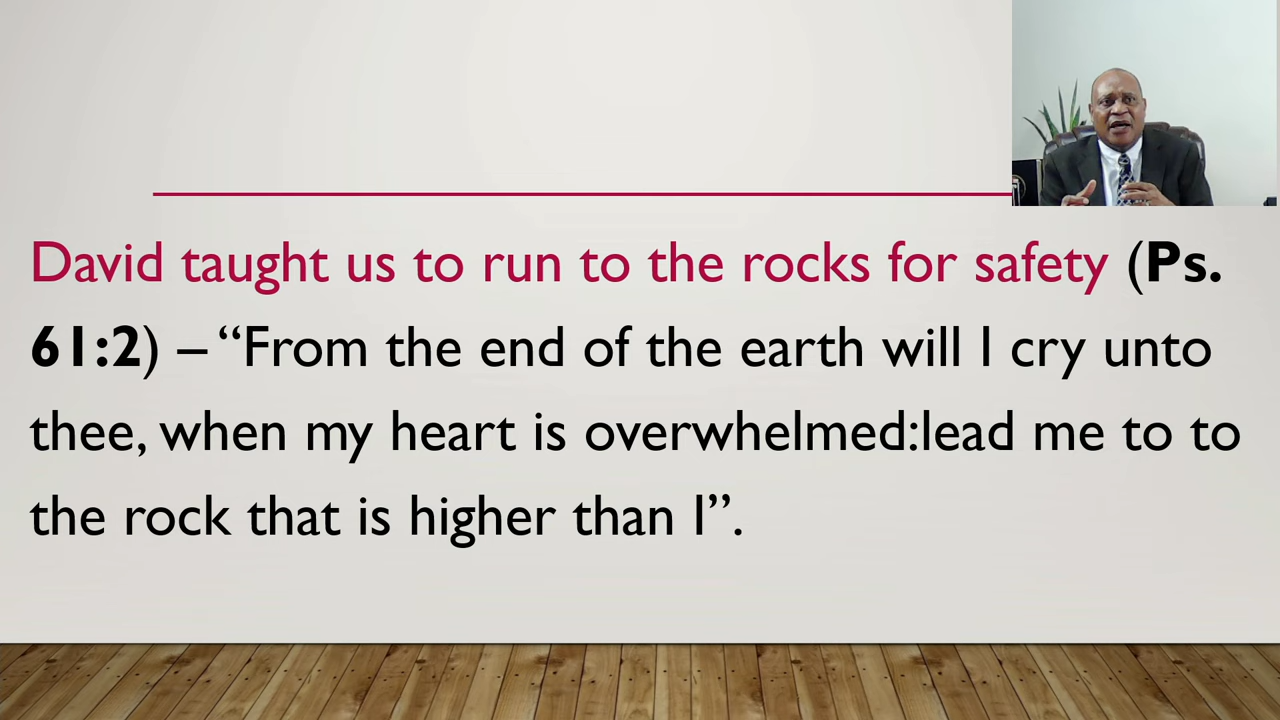 David taught us to run to the rocks for safety (Ps.
61:2) – “From the end of the earth will I cry unto
thee, when my heart is overwhelmed:lead me to to
the rock that is higher than I”.